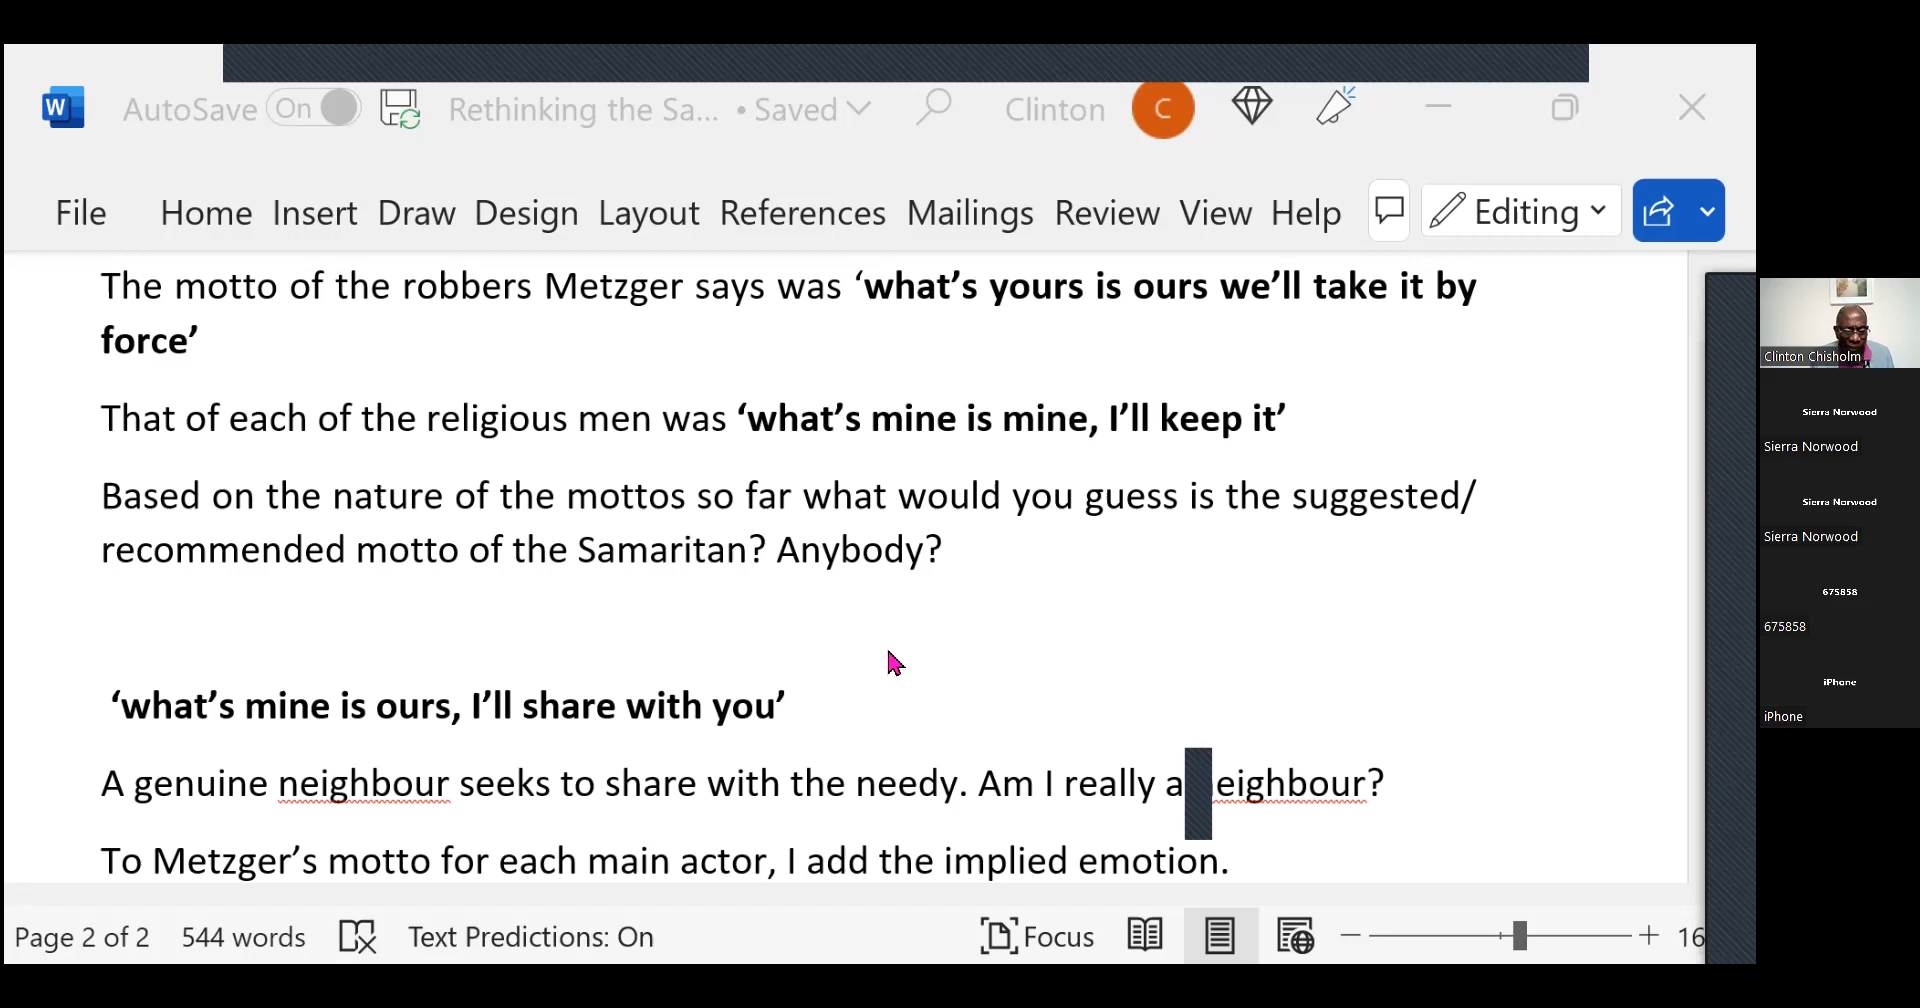 W AutoSave On Rethinking the Sa... • Saved Clinton C
File Home Insert Draw Design Layout References Mailings Review View Help Editing
The motto of the robbers Metzger says was ‘what’s yours is ours we’ll take it by
force’
That of each of the religious men was ‘what’s mine is mine, I’ll keep it’
Based on the nature of the mottos so far what would you guess is the suggested/
recommended motto of the Samaritan? Anybody?
‘what’s mine is ours, I’ll share with you’
A genuine neighbour seeks to share with the needy. Am I really a eighbour?
To Metzger’s motto for each main actor, I add the implied emotion.
Page 2 of 2 544 words Text Predictions: On Focus 16
Clinton Chisholm
Sierra Norwood
Sierra Norwood
Sierra Norwood
Sierra Norwood
675858
675858
iPhone
iPhone